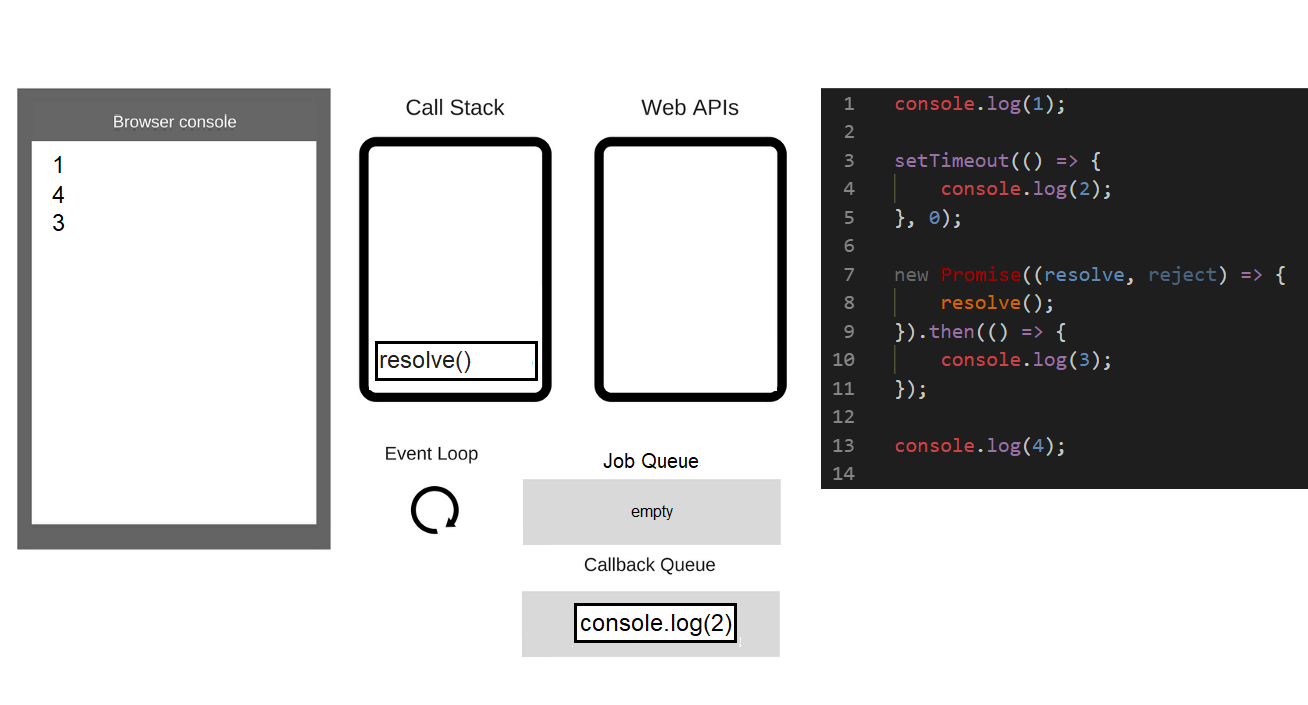 Browser console
1
4
3
Call Stack
resolve()
Web APIs
Event Loop
Job Queue
empty
Callback Queue
console.log(2)
1 console.log(1);
2
3 setTimeout(() => {
4 console.log(2);
5 }, 0);
6
7 new Promise((resolve, reject) => {
8 resolve();
9 }).then(() => {
10 console.log(3);
11 });
12
13 console.log(4);
14